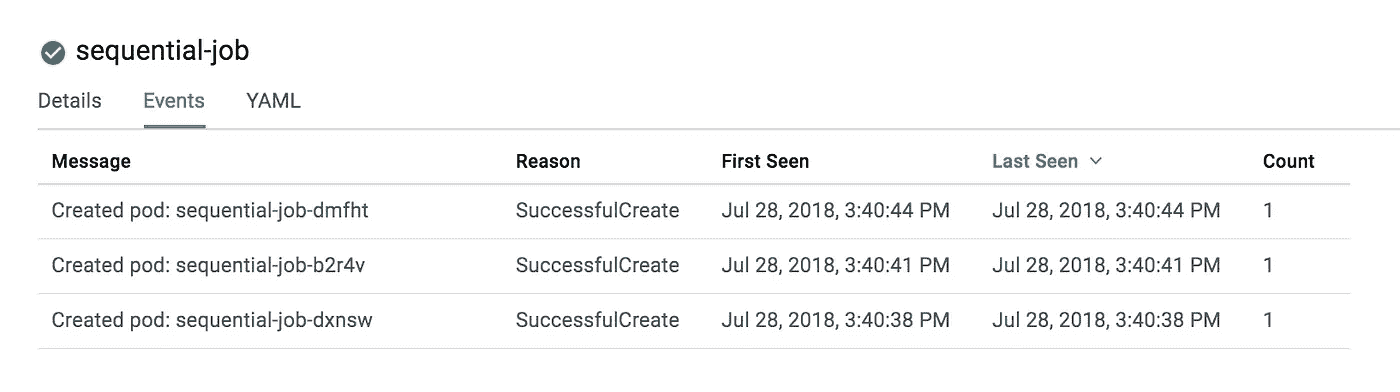 sequential-job
Details Events YAML
Message Reason First Seen Last Seen Count
Created pod: sequential-job-dmfht SuccessfulCreate Jul 28, 2018, 3:40:44 PM Jul 28, 2018, 3:40:44 PM 1
Created pod: sequential-job-b2r4v SuccessfulCreate Jul 28, 2018, 3:40:41 PM Jul 28, 2018, 3:40:41 PM 1
Created pod: sequential-job-dxnsw SuccessfulCreate Jul 28, 2018, 3:40:38 PM Jul 28, 2018, 3:40:38 PM 1